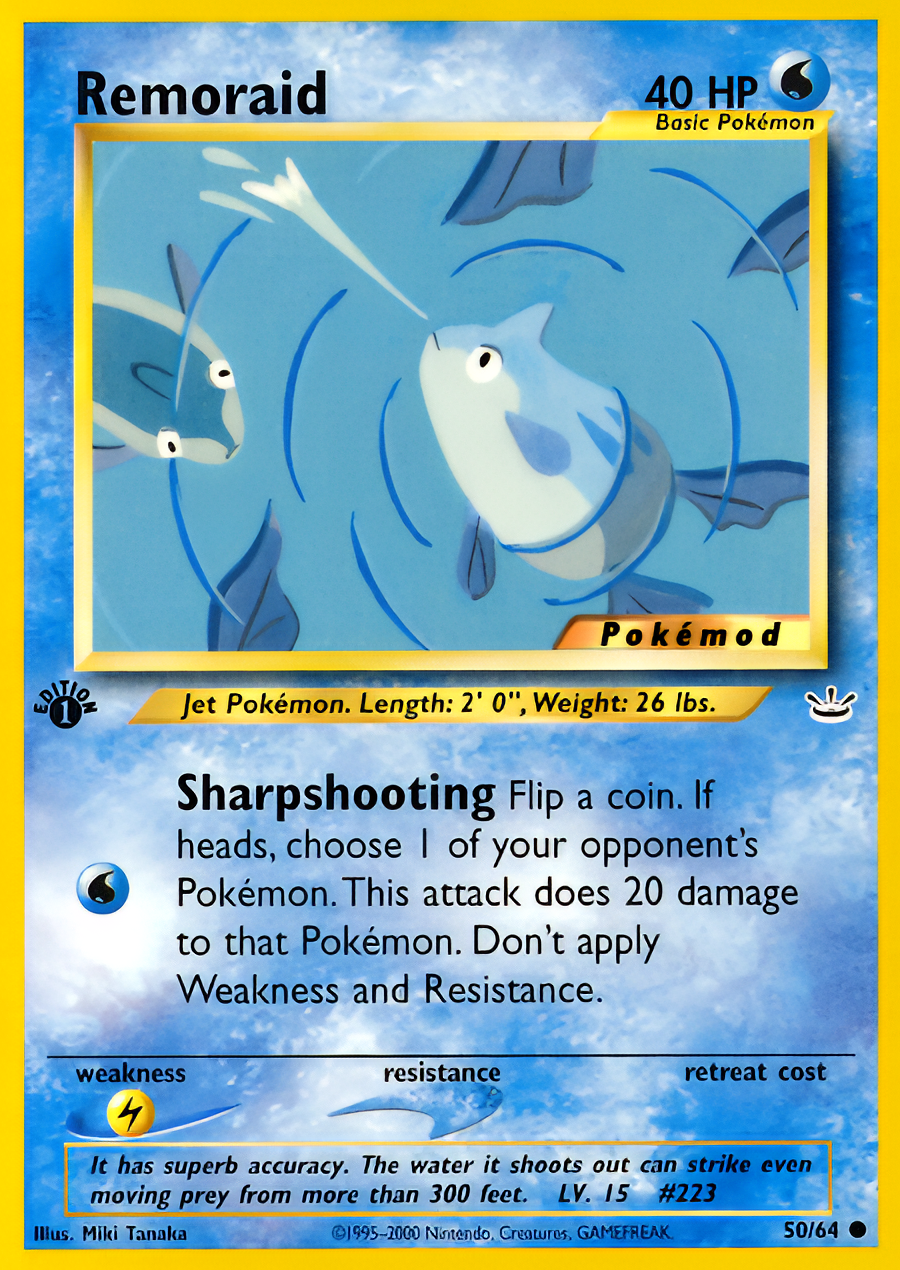 Remoraid
40 HP
Basic Pokémon
Pokémod
EDITION
1
Jet Pokémon. Length: 2' 0", Weight: 26 lbs.
Sharpshooting Flip a coin. If
heads, choose 1 of your opponent's
Pokémon. This attack does 20 damage
to that Pokémon. Don't apply
Weakness and Resistance.
weakness
resistance
retreat cost
It has superb accuracy. The water it shoots out can strike even
moving prey from more than 300 feet. LV. 15 #223
Illus. Miki Tanaka
©1995-2000 Nintendo, Creatures, GAMEFREAK.
50/64